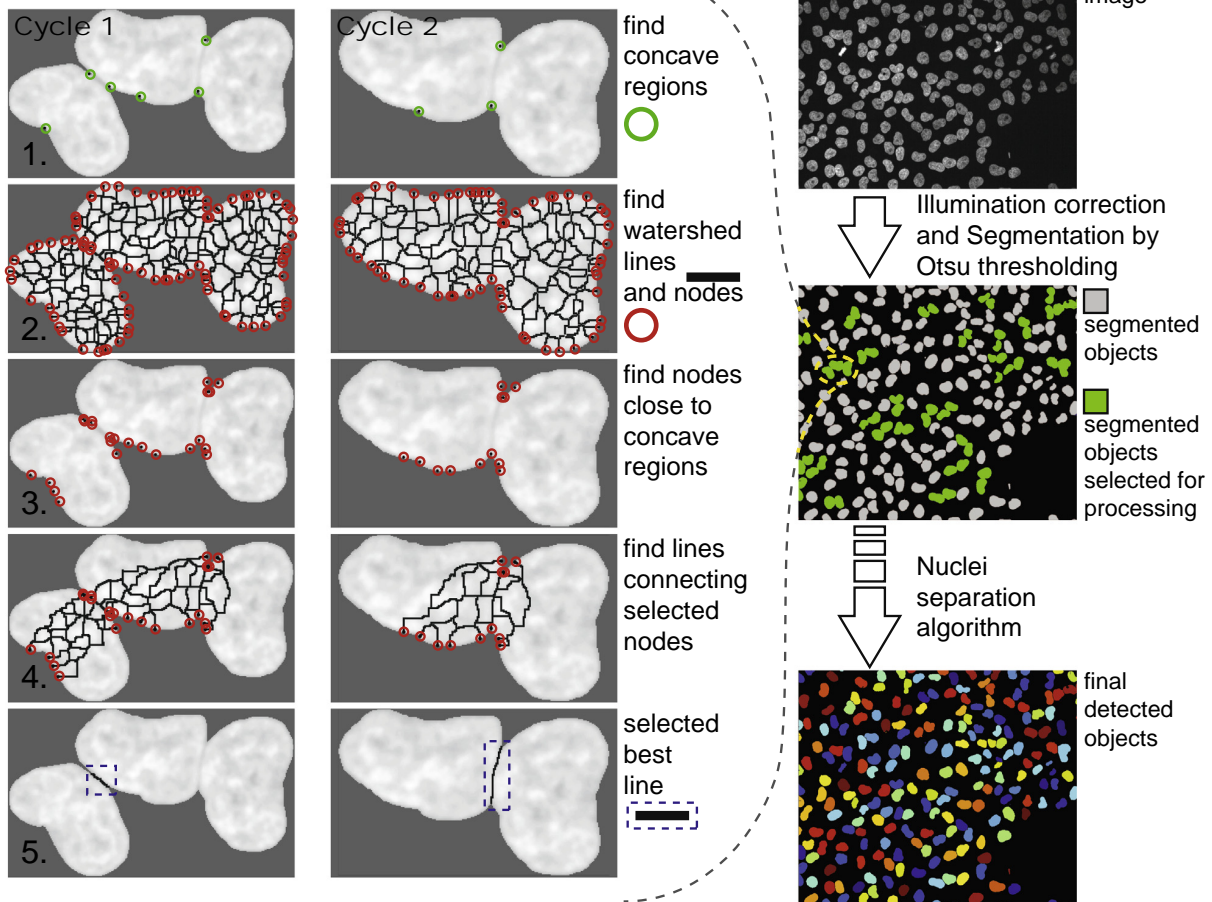 Cycle 1
Cycle 2
find
concave
regions
1.
find
watershed
lines
and nodes
2.
find nodes
close to
concave
regions
3.
find lines
connecting
selected
nodes
4.
selected
best
line
5.
image
Illumination correction
and Segmentation by
Otsu thresholding
segmented
objects
segmented
objects
selected for
processing
Nuclei
separation
algorithm
final
detected
objects